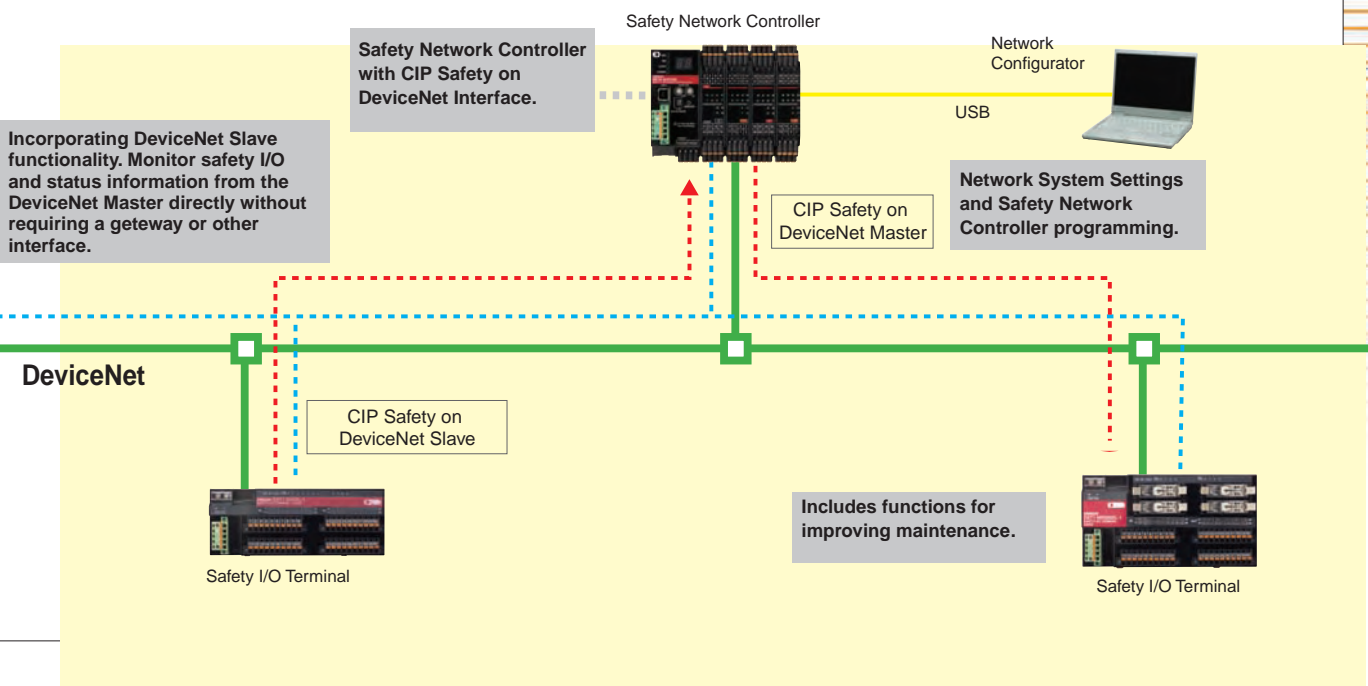 Safety Network Controller
Safety Network Controller
with CIP Safety on
DeviceNet Interface.
Network
Configurator
USB
Incorporating DeviceNet Slave
functionality. Monitor safety I/O
and status information from the
DeviceNet Master directly without
requiring a geteway or other
interface.
Network System Settings
and Safety Network
Controller programming.
CIP Safety on
DeviceNet Master
DeviceNet
CIP Safety on
DeviceNet Slave
Includes functions for
improving maintenance.
Safety I/O Terminal
Safety I/O Terminal